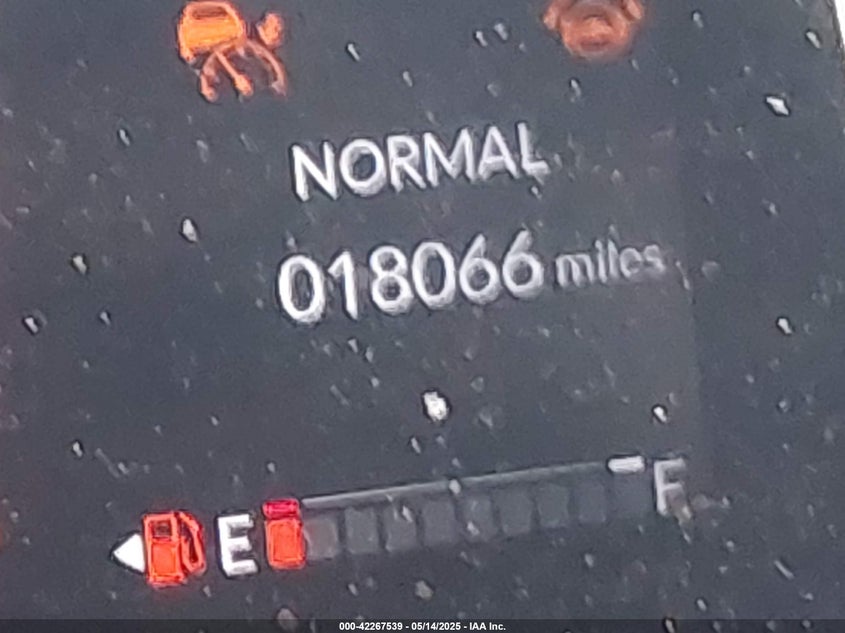 NORMAL
018066 miles
E F
000-42267539 - 05/14/2025 - IAA Inc.